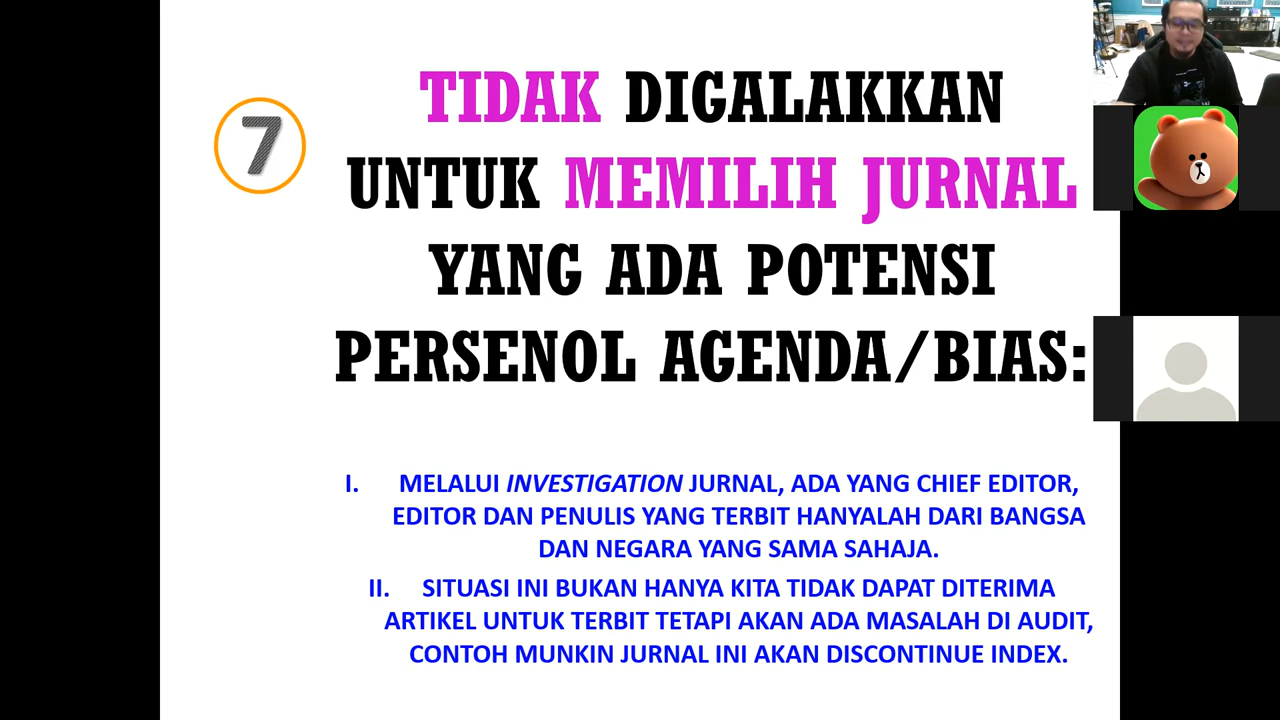 7
TIDAK DIGALAKKAN
UNTUK MEMILIH JURNAL
YANG ADA POTENSI
PERSENOL AGENDA/BIAS:
I. MELALUI INVESTIGATION JURNAL, ADA YANG CHIEF EDITOR,
EDITOR DAN PENULIS YANG TERBIT HANYALAH DARI BANGSA
DAN NEGARA YANG SAMA SAHAJA.
II. SITUASI INI BUKAN HANYA KITA TIDAK DAPAT DITERIMA
ARTIKEL UNTUK TERBIT TETAPI AKAN ADA MASALAH DI AUDIT,
CONTOH MUNKIN JURNAL INI AKAN DISCONTINUE INDEX.